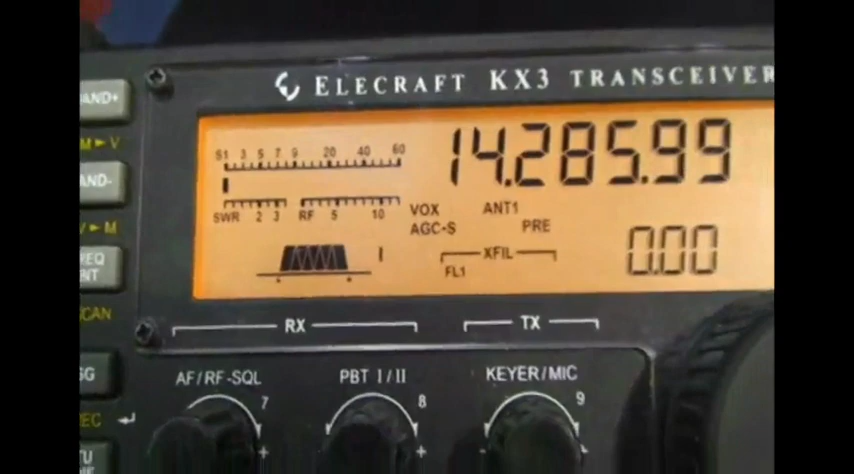 ELECRAFT KX3 TRANSCEIVER
AND+
M►V
S1 3 5 7 9 20 40 60
14.285.99
AND-
SWR 2 3 RF 5 10
VOX ANT1
AGC-S PRE
►M
XFIL
FL1
0.00
RX
TX
AF/RF-SQL 7
PBT I/II 8
KEYER/MIC 9
+
- +
- +